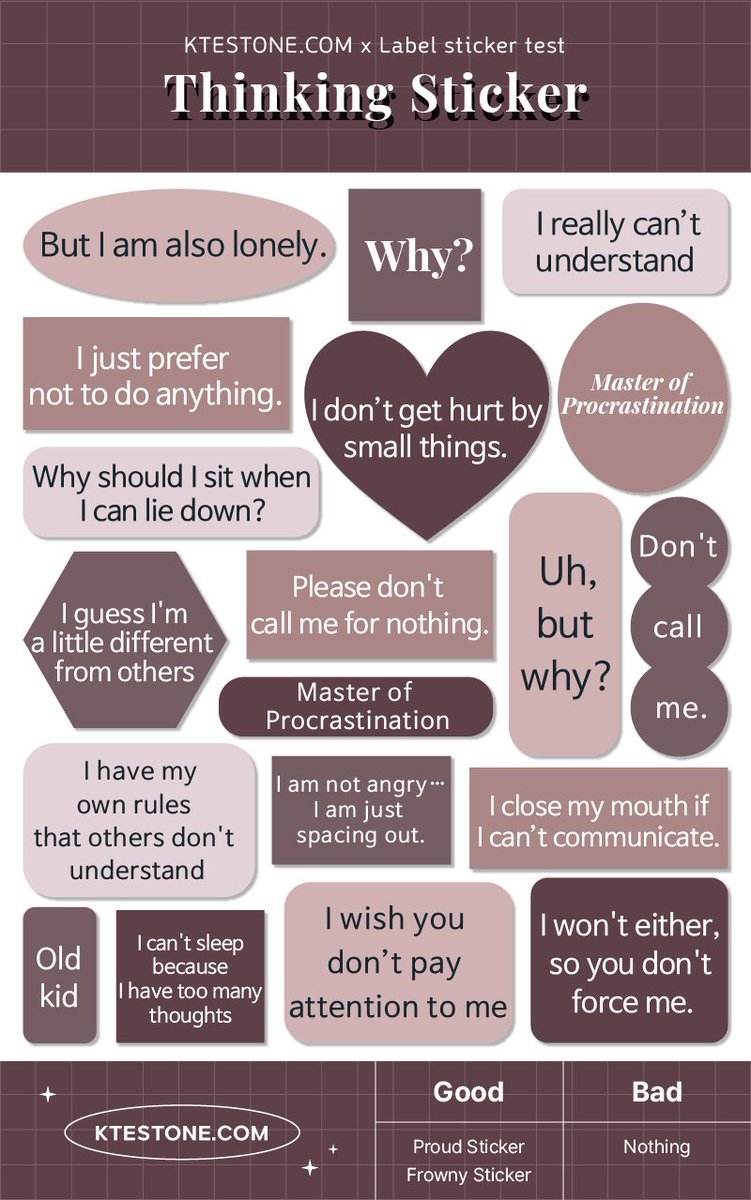 KTESTONE.COM x Label sticker test
Thinking Sticker
But I am also lonely.
Why?
I really can't
understand
I just prefer
not to do anything.
I don't get hurt by
small things.
Master of
Procrastination
Why should I sit when
I can lie down?
Uh,
but
why?
Don't
call
me.
I guess I'm
a little different
from others
Please don't
call me for nothing.
Master of
Procrastination
I have my
own rules
that others don't
understand
I am not angry…
I am just
spacing out.
I close my mouth if
I can't communicate.
Old
kid
I can't sleep
because
I have too many
thoughts
I wish you
don't pay
attention to me
I won't either,
so you don't
force me.
KTESTONE.COM
Good
Bad
Proud Sticker
Frowny Sticker
Nothing